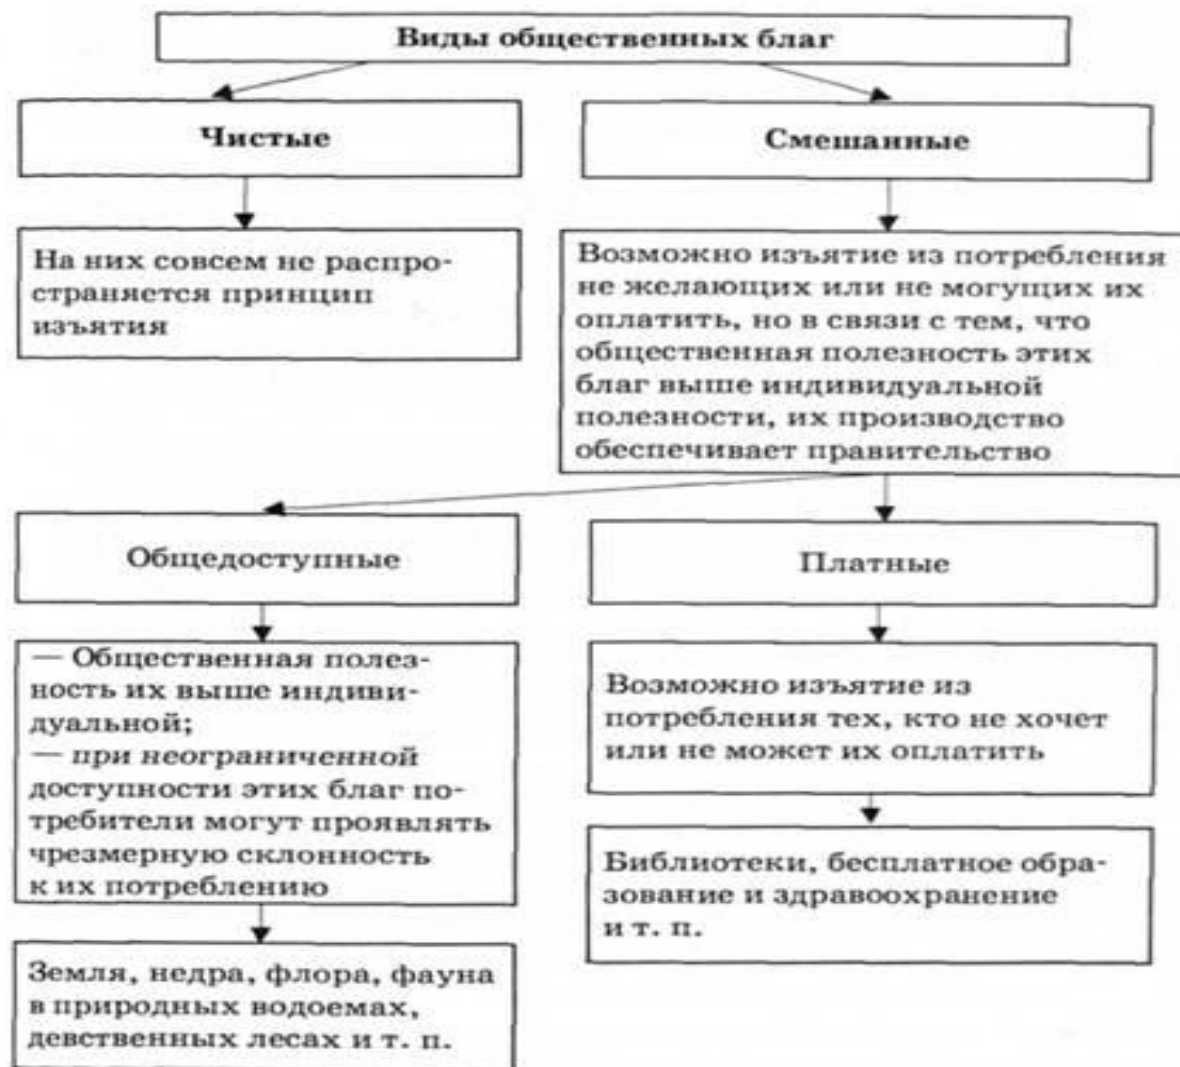 Виды общественных благ
Чистые
Смешанные
На них совсем не распро-
страняется принцип
изъятия
Возможно изъятие из потребления
не желающих или не могущих их
оплатить, но в связи с тем, что
общественная полезность этих
благ выше индивидуальной
полезности, их производство
обеспечивает правительство
Общедоступные
Платные
— Общественная полез-
ность их выше индиви-
дуальной;
— при неограниченной
доступности этих благ по-
требители могут проявлять
чрезмерную склонность
к их потреблению
Возможно изъятие из
потребления тех, кто не хочет
или не может их оплатить
Земля, недра, флора, фауна
в природных водоемах,
девственных лесах и т. п.
Библиотеки, бесплатное обра-
зование и здравоохранение
и т. п.